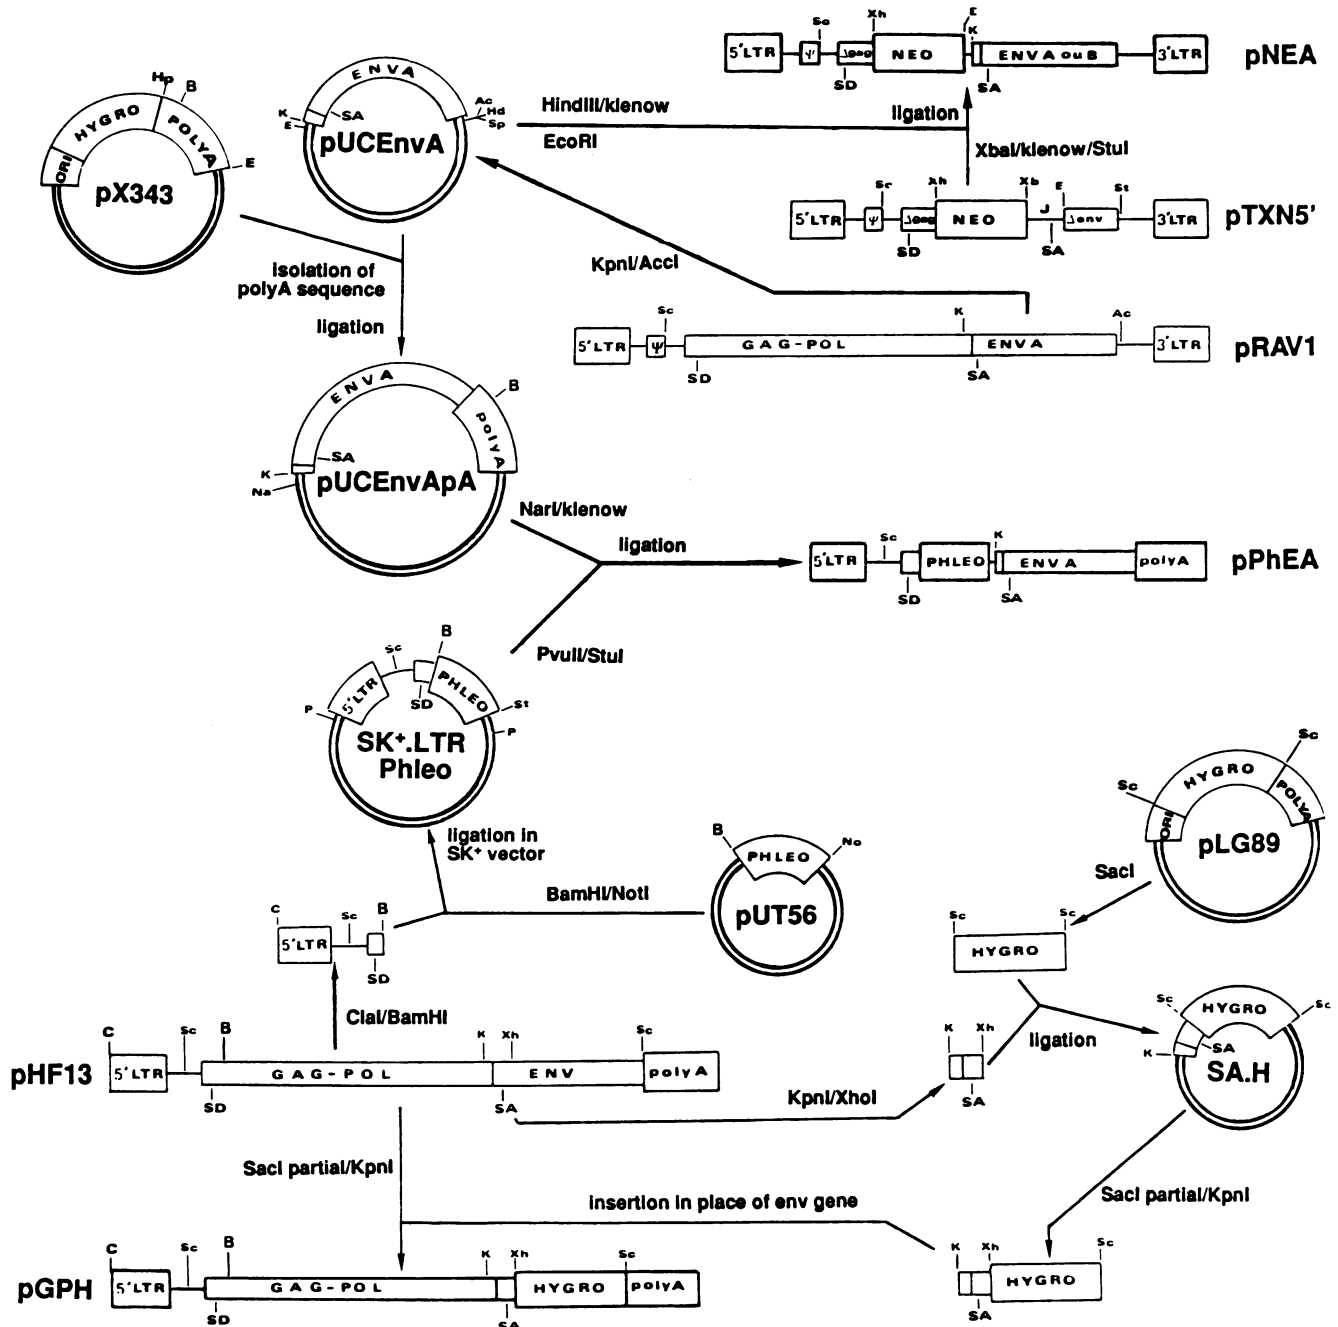 E
Xh
Sc
K
5'LTR
Ψ
Δgag
NEO
ENVA ou B
3'LTR
pNEA
SD
SA
ENVA
Hp
B
HYGRO
POLYA
ORI
E
pX343
K
E
SA
Ac
Hd
Sp
pUCEnvA
HindIII/klenow
EcoRI
ligation
XbaI/klenow/StuI
Sc
Xh
Xb
E
St
5'LTR
Ψ
Δgag
NEO
J
Δenv
3'LTR
pTXN5'
SD
SA
isolation of
polyA sequence
ligation
KpnI/AccI
Sc
K
Ac
5'LTR
Ψ
GAG-POL
ENVA
3'LTR
pRAV1
SD
SA
ENVA
B
polyA
K
Na
SA
pUCEnvApA
NarI/klenow
ligation
Sc
K
5'LTR
PHLEO
ENVA
polyA
pPhEA
SD
SA
PvuII/StuI
B
Sc
5'LTR
SD
PHLEO
P
St
P
SK⁺.LTR
Phleo
ligation in
SK⁺ vector
BamHI/NotI
B
No
PHLEO
pUT56
Sc
Sc
HYGRO
ORI
POLYA
pLG89
SacI
C
Sc
B
5'LTR
SD
ClaI/BamHI
Sc
Sc
HYGRO
K
Xh
SA
ligation
Sc
HYGRO
Sc
K
SA
SA.H
C
Sc
B
K
Xh
Sc
pHF13
5'LTR
GAG-POL
ENV
polyA
SD
SA
KpnI/XhoI
SacI partial/KpnI
insertion in place of env gene
SacI partial/KpnI
K
Xh
Sc
HYGRO
SA
C
Sc
B
K
Xh
Sc
pGPH
5'LTR
GAG-POL
HYGRO
polyA
SD
SA